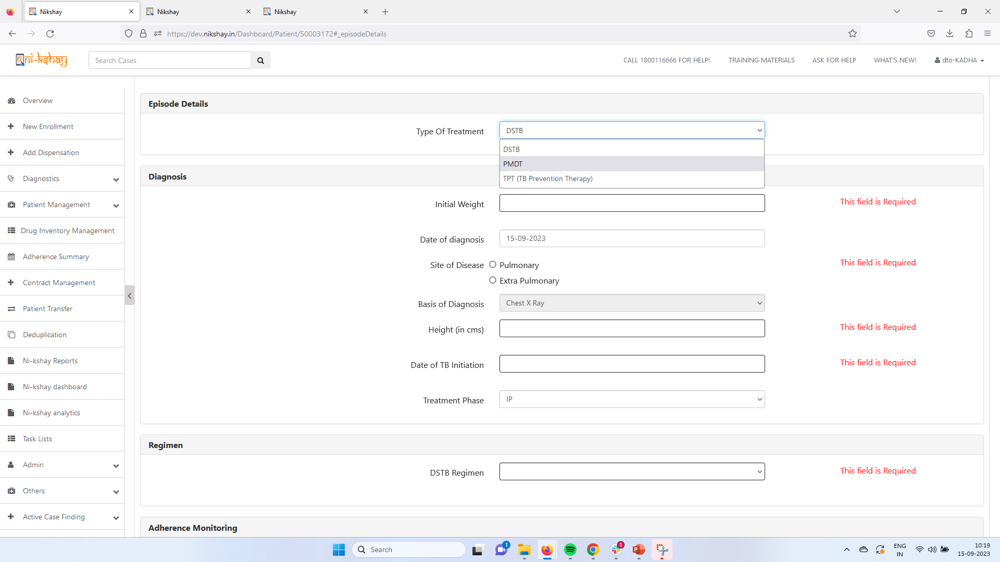 Nikshay
Nikshay
Nikshay
https://dev.nikshay.in/Dashboard/Patient/50003172#_episodeDetails
ni-kshay
Search Cases
CALL 1800116666 FOR HELP!
TRAINING MATERIALS
ASK FOR HELP
WHAT'S NEW!
dto-KADHA
Overview
New Enrollment
Add Dispensation
Diagnostics
Patient Management
Drug Inventory Management
Adherence Summary
Contract Management
Patient Transfer
Deduplication
Ni-kshay Reports
Ni-kshay dashboard
Ni-kshay analytics
Task Lists
Admin
Others
Active Case Finding
Episode Details
Type Of Treatment
DSTB
DSTB
PMDT
TPT (TB Prevention Therapy)
Diagnosis
Initial Weight
This field is Required
Date of diagnosis
15-09-2023
Site of Disease
Pulmonary
This field is Required
Extra Pulmonary
Basis of Diagnosis
Chest X Ray
Height (in cms)
This field is Required
Date of TB Initiation
This field is Required
Treatment Phase
IP
Regimen
DSTB Regimen
This field is Required
Adherence Monitoring
Search
1
1
ENG
IN
10:19
15-09-2023